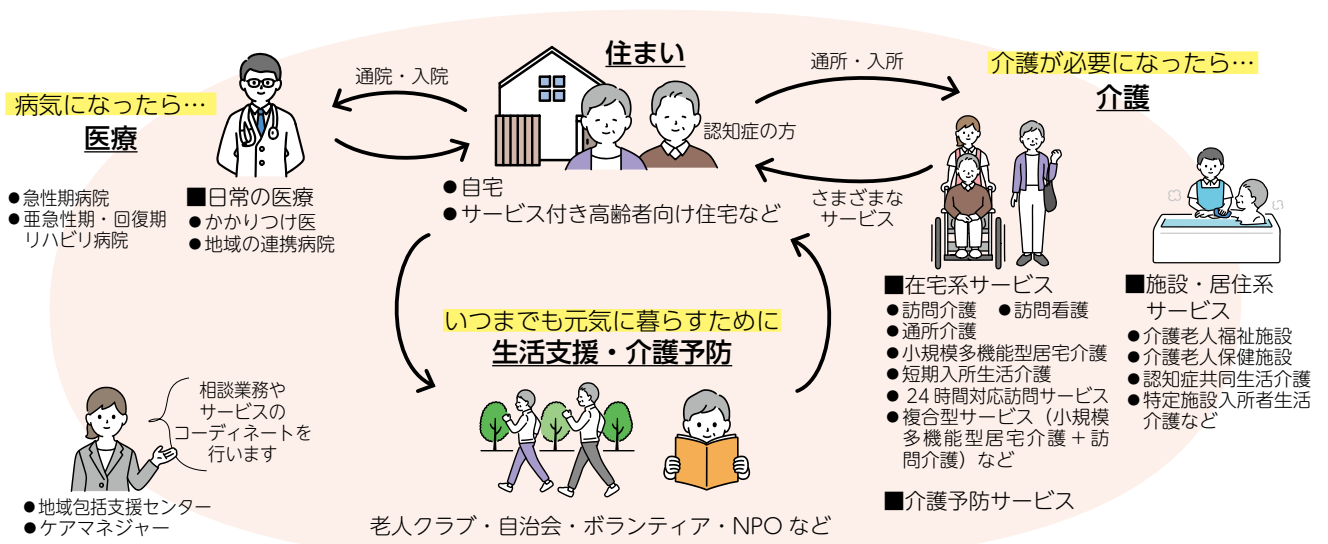 病気になったら…
医療
●急性期病院
●亜急性期・回復期
リハビリ病院
■日常の医療
●かかりつけ医
●地域の連携病院
通院・入院
住まい
認知症の方
●自宅
●サービス付き高齢者向け住宅など
通所・入所
さまざまな
サービス
介護が必要になったら…
介護
■在宅系サービス
●訪問介護 ●訪問看護
●通所介護
●小規模多機能型居宅介護
●短期入所生活介護
●24時間対応訪問サービス
●複合型サービス（小規模
多機能型居宅介護＋訪
問介護）など
■介護予防サービス
■施設・居住系
サービス
●介護老人福祉施設
●介護老人保健施設
●認知症共同生活介護
●特定施設入所者生活
介護など
いつまでも元気に暮らすために
生活支援・介護予防
老人クラブ・自治会・ボランティア・NPO など
相談業務や
サービスの
コーディネートを
行います
●地域包括支援センター
●ケアマネジャー